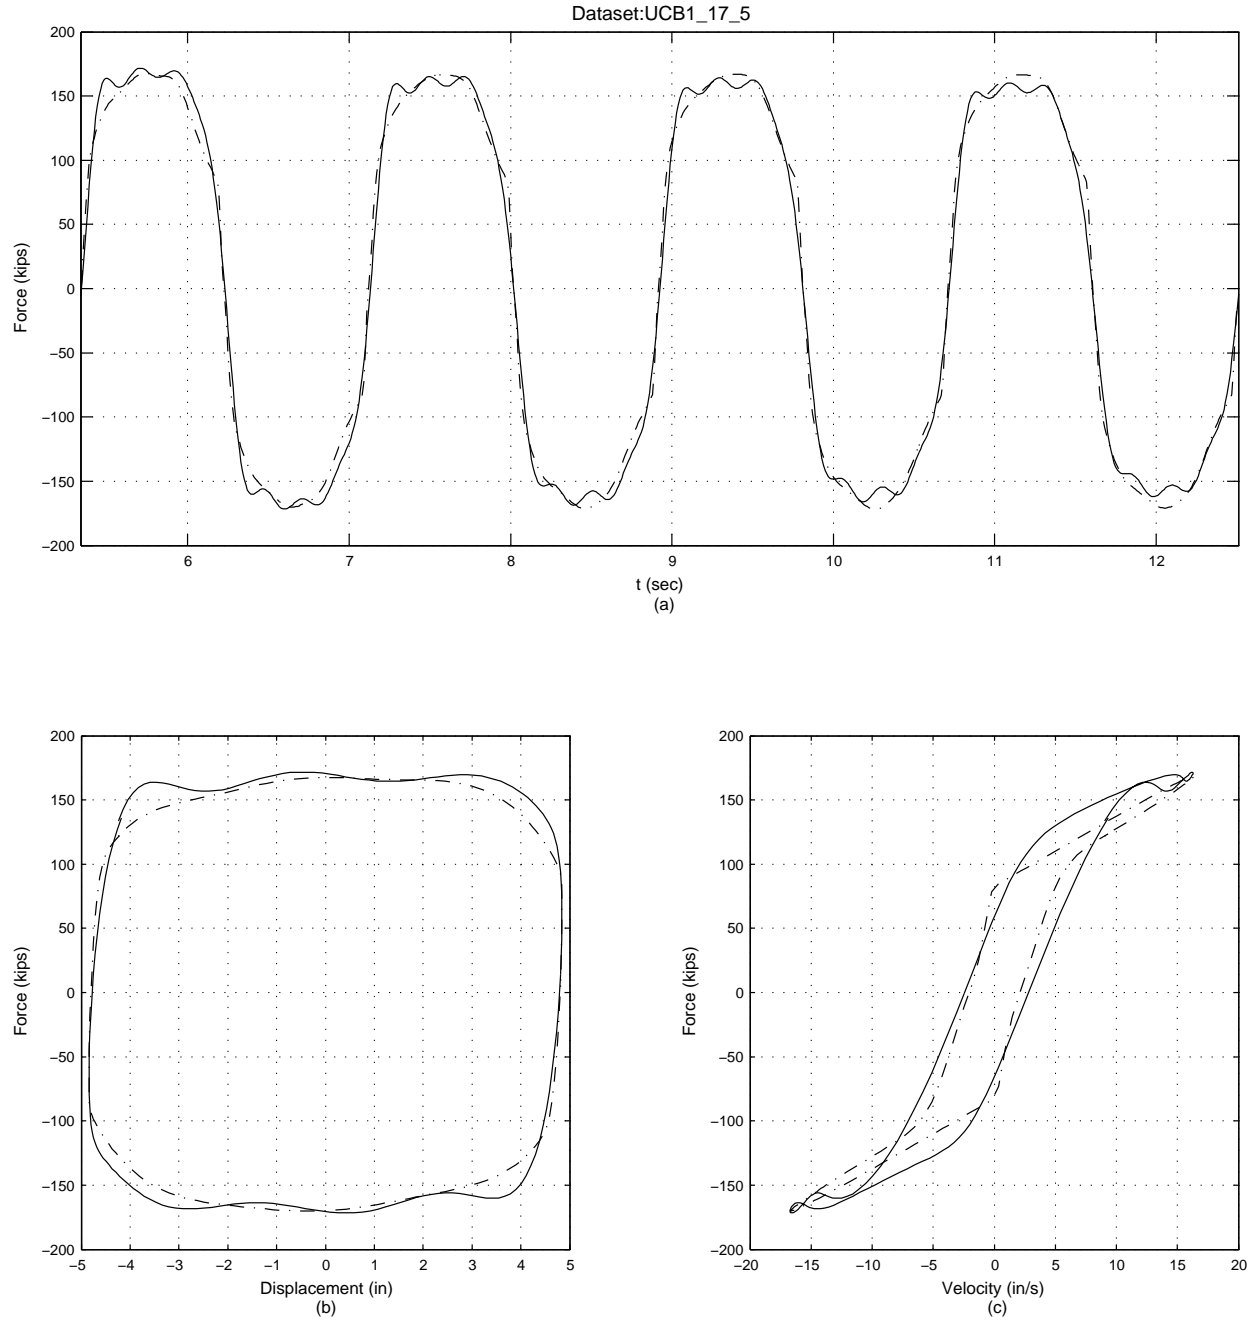 Dataset:UCB1_17_5
200
150
100
50
0
−50
−100
−150
−200
Force (kips)
6 7 8 9 10 11 12
t (sec)
(a)
200
150
100
50
0
−50
−100
−150
−200
Force (kips)
−5 −4 −3 −2 −1 0 1 2 3 4 5
Displacement (in)
(b)
200
150
100
50
0
−50
−100
−150
−200
Force (kips)
−20 −15 −10 −5 0 5 10 15 20
Velocity (in/s)
(c)